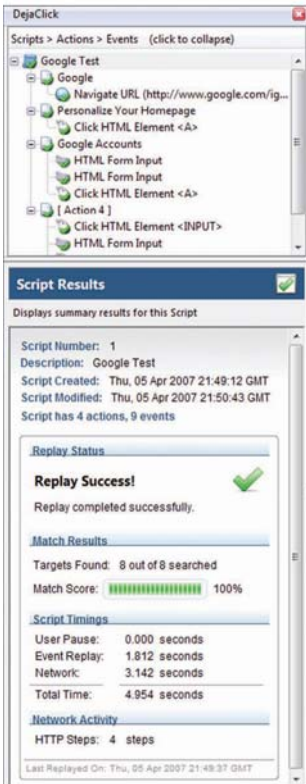 DejaClick
Scripts > Actions > Events (click to collapse)
Google Test
Google
Navigate URL (http://www.google.com/ig...
Personalize Your Homepage
Click HTML Element <A>
Google Accounts
HTML Form Input
HTML Form Input
Click HTML Element <A>
[ Action 4 ]
Click HTML Element <INPUT>
HTML Form Input
Script Results
Displays summary results for this Script
Script Number: 1
Description: Google Test
Script Created: Thu, 05 Apr 2007 21:49:12 GMT
Script Modified: Thu, 05 Apr 2007 21:50:43 GMT
Script has 4 actions, 9 events
Replay Status
Replay Success!
Replay completed successfully.
Match Results
Targets Found: 8 out of 8 searched
Match Score: 100%
Script Timings
User Pause: 0.000 seconds
Event Replay: 1.812 seconds
Network: 3.142 seconds
Total Time: 4.954 seconds
Network Activity
HTTP Steps: 4 steps
Last Replayed On: Thu, 05 Apr 2007 21:49:37 GMT